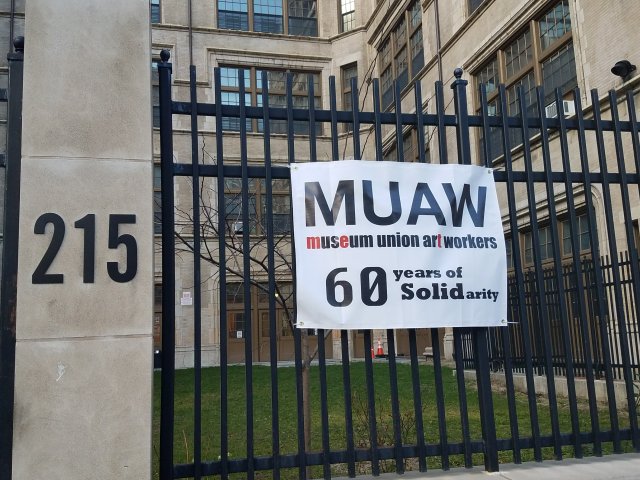 215
MUAW
museum union art workers
60 years of
Solidarity